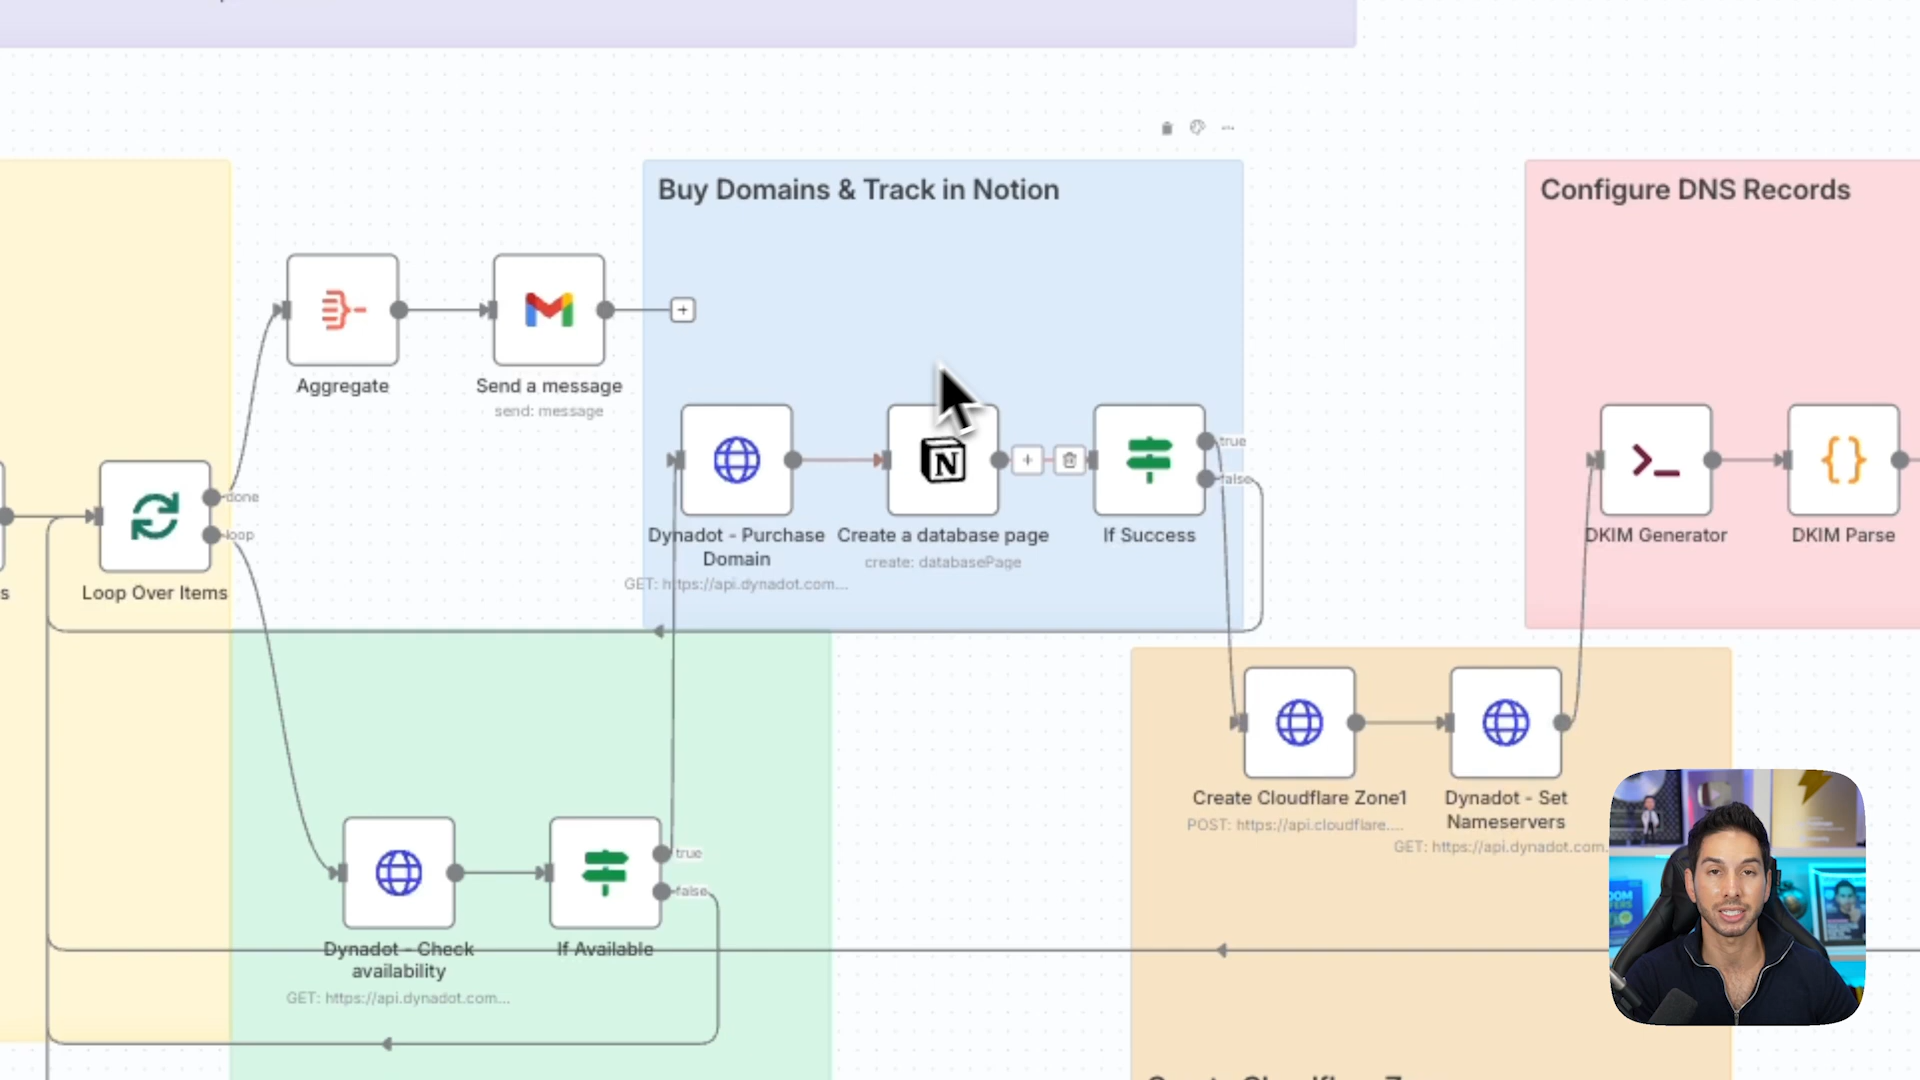 Buy Domains & Track in Notion
Configure DNS Records
Aggregate
Send a message
send: message
done
loop
Loop Over Items
s
Dynadot - Purchase
Domain
GET: https://api.dynadot.com...
Create a database page
create: databasePage
true
false
If Success
DKIM Generator
DKIM Parse
Create Cloudflare Zone1
POST: https://api.cloudflare....
Dynadot - Set
Nameservers
GET: https://api.dynadot.com.
true
false
Dynadot - Check
availability
GET: https://api.dynadot.com...
If Available